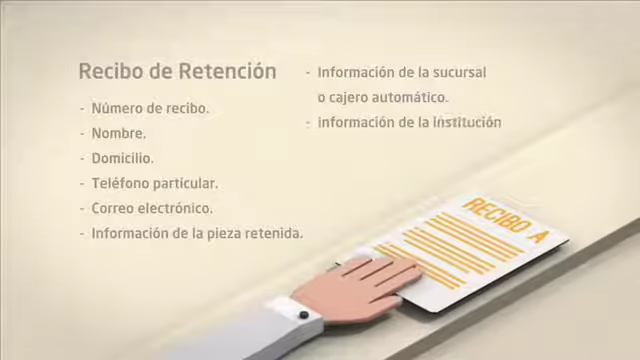 Recibo de Retención
- Número de recibo.
- Nombre.
- Domicilio.
- Teléfono particular.
- Correo electrónico.
- Información de la pieza retenida.
- Información de la sucursal
o cajero automático.
- información de la institución
RECIBO A